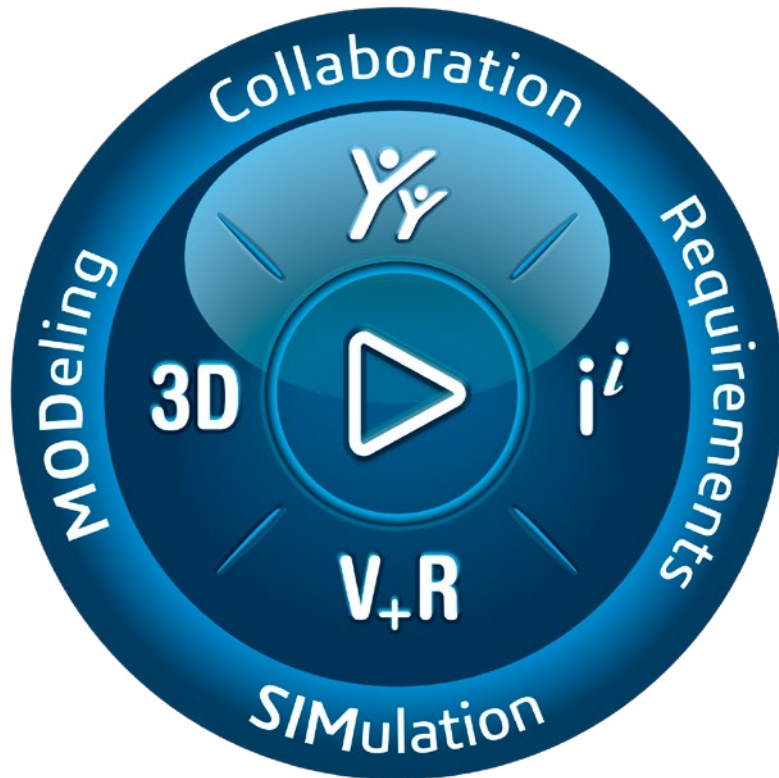 Collaboration
Requirements
SIMulation
MODeling
3D
i i
V+R